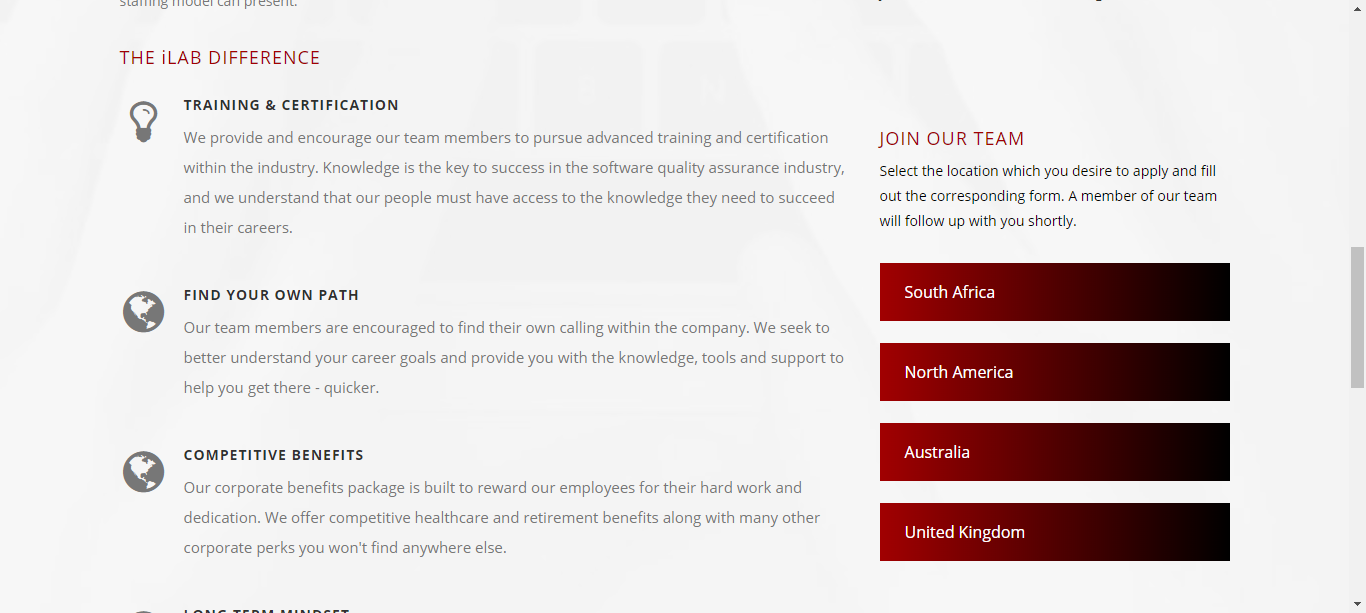 staffing model can present.
THE iLAB DIFFERENCE
TRAINING & CERTIFICATION
We provide and encourage our team members to pursue advanced training and certification
within the industry. Knowledge is the key to success in the software quality assurance industry,
and we understand that our people must have access to the knowledge they need to succeed
in their careers.
FIND YOUR OWN PATH
Our team members are encouraged to find their own calling within the company. We seek to
better understand your career goals and provide you with the knowledge, tools and support to
help you get there - quicker.
COMPETITIVE BENEFITS
Our corporate benefits package is built to reward our employees for their hard work and
dedication. We offer competitive healthcare and retirement benefits along with many other
corporate perks you won't find anywhere else.
LONG TERM MINDSET
JOIN OUR TEAM
Select the location which you desire to apply and fill
out the corresponding form. A member of our team
will follow up with you shortly.
South Africa
North America
Australia
United Kingdom